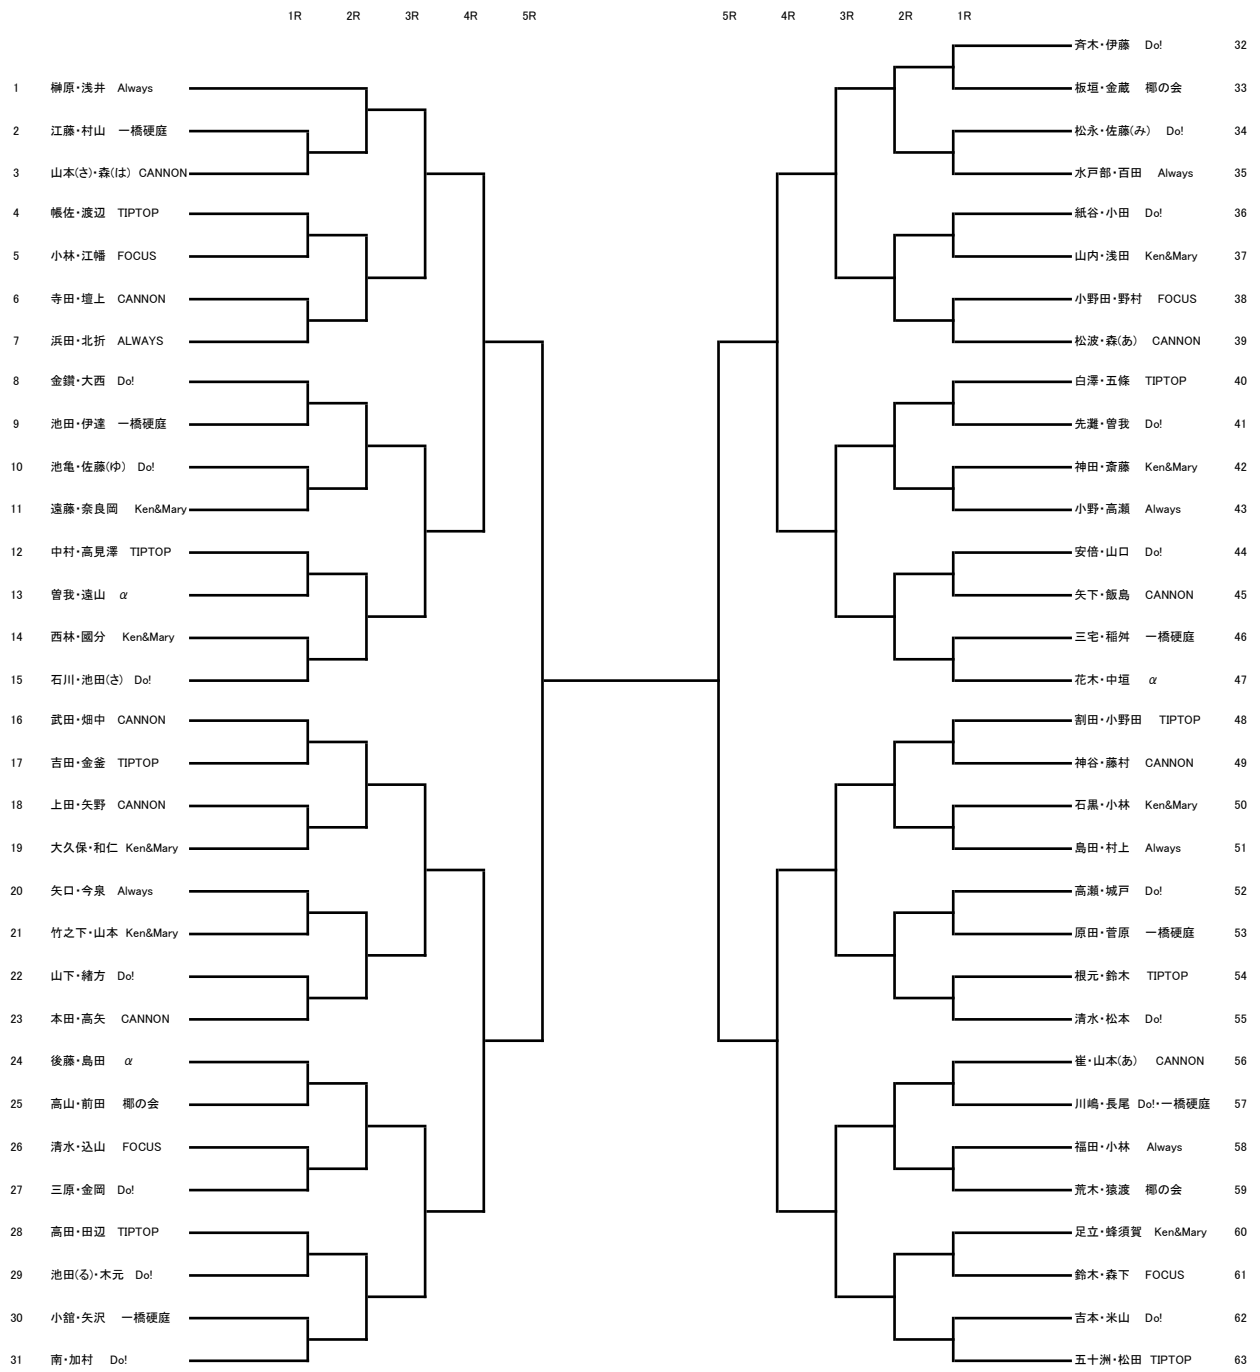 1R 2R 3R 4R 5R 5R 4R 3R 2R 1R
斉木・伊藤 Do! 32
1 榊原・浅井 Always 板垣・金蔵 椰の会 33
2 江藤・村山 一橋硬庭 松永・佐藤(み) Do! 34
3 山本(さ)・森(は) CANNON 水戸部・百田 Always 35
4 帳佐・渡辺 TIPTOP 紙谷・小田 Do! 36
5 小林・江幡 FOCUS 山内・浅田 Ken&Mary 37
6 寺田・壇上 CANNON 小野田・野村 FOCUS 38
7 浜田・北折 ALWAYS 松波・森(あ) CANNON 39
8 金鑽・大西 Do! 白澤・五條 TIPTOP 40
9 池田・伊達 一橋硬庭 先灘・曽我 Do! 41
10 池亀・佐藤(ゆ) Do! 神田・斎藤 Ken&Mary 42
11 遠藤・奈良岡 Ken&Mary 小野・高瀬 Always 43
12 中村・高見澤 TIPTOP 安倍・山口 Do! 44
13 曽我・遠山 α 矢下・飯島 CANNON 45
14 西林・國分 Ken&Mary 三宅・稲舛 一橋硬庭 46
15 石川・池田(さ) Do! 花木・中垣 α 47
16 武田・畑中 CANNON 割田・小野田 TIPTOP 48
17 吉田・金釜 TIPTOP 神谷・藤村 CANNON 49
18 上田・矢野 CANNON 石黒・小林 Ken&Mary 50
19 大久保・和仁 Ken&Mary 島田・村上 Always 51
20 矢口・今泉 Always 高瀬・城戸 Do! 52
21 竹之下・山本 Ken&Mary 原田・菅原 一橋硬庭 53
22 山下・緒方 Do! 根元・鈴木 TIPTOP 54
23 本田・高矢 CANNON 清水・松本 Do! 55
24 後藤・島田 α 崔・山本(あ) CANNON 56
25 高山・前田 椰の会 川嶋・長尾 Do!・一橋硬庭 57
26 清水・込山 FOCUS 福田・小林 Always 58
27 三原・金岡 Do! 荒木・猿渡 椰の会 59
28 高田・田辺 TIPTOP 足立・蜂須賀 Ken&Mary 60
29 池田(る)・木元 Do! 鈴木・森下 FOCUS 61
30 小舘・矢沢 一橋硬庭 吉本・米山 Do! 62
31 南・加村 Do! 五十洲・松田 TIPTOP 63